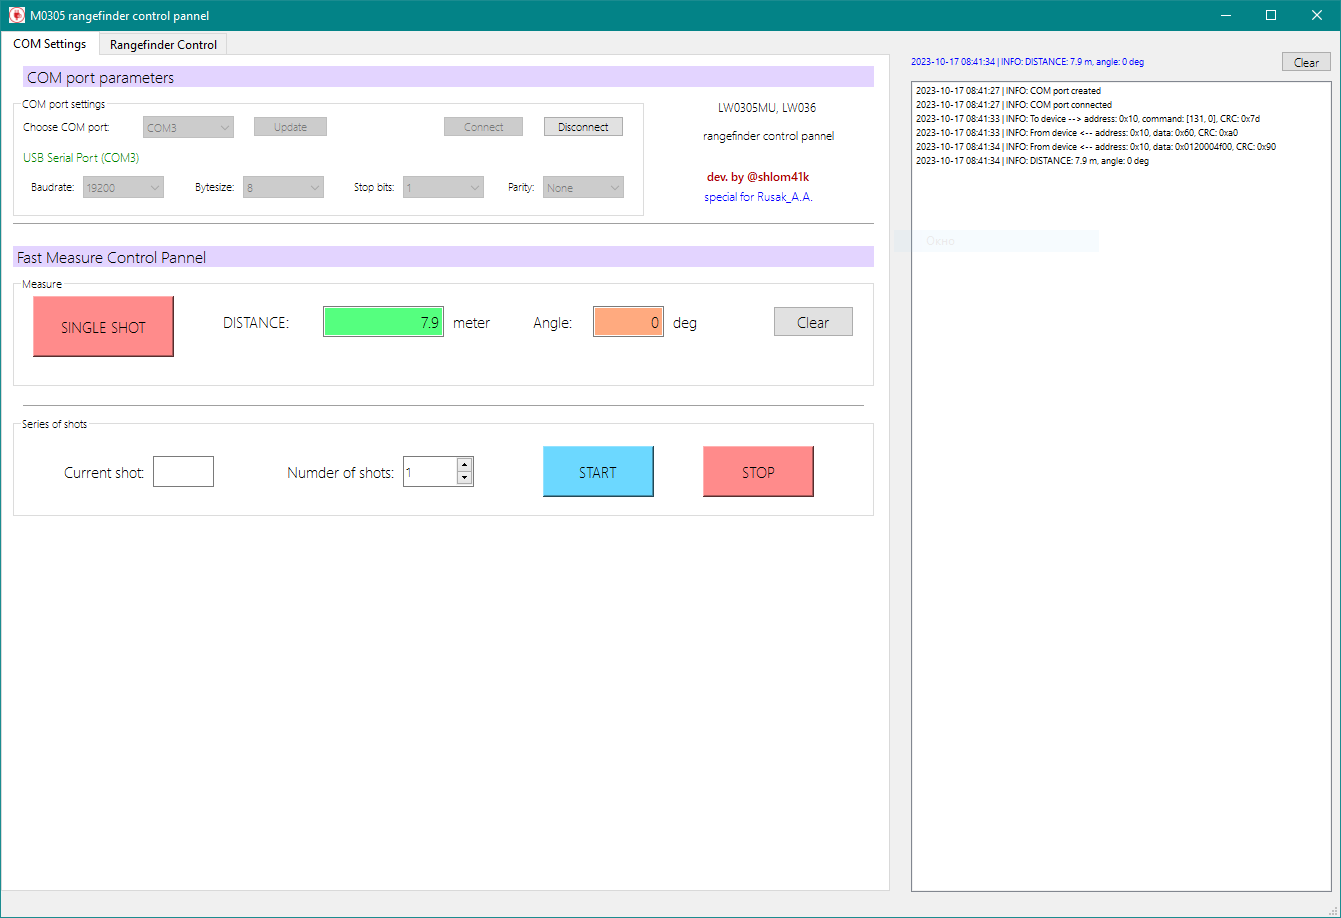 M0305 rangefinder control pannel
COM Settings
Rangefinder Control
COM port parameters
COM port settings
Choose COM port:
COM3
Update
Connect
Disconnect
USB Serial Port (COM3)
Baudrate:
19200
Bytesize:
8
Stop bits:
1
Parity:
None
LW0305MU, LW036
rangefinder control panel
dev. by @shlom41k
special for Rusak_A.A.
Fast Measure Control Pannel
Measure
SINGLE SHOT
DISTANCE:
7.9
meter
Angle:
0
deg
Clear
Series of shots
Current shot:
Numder of shots:
1
START
STOP
2023-10-17 08:41:34 | INFO: DISTANCE: 7.9 m, angle: 0 deg
Clear
2023-10-17 08:41:27 | INFO: COM port created
2023-10-17 08:41:27 | INFO: COM port connected
2023-10-17 08:41:33 | INFO: To device --> address: 0x10, command: [131, 0], CRC: 0x7d
2023-10-17 08:41:33 | INFO: From device <-- address: 0x10, data: 0x60, CRC: 0xa0
2023-10-17 08:41:34 | INFO: From device <-- address: 0x10, data: 0x0120004f00, CRC: 0x90
2023-10-17 08:41:34 | INFO: DISTANCE: 7.9 m, angle: 0 deg
Окно